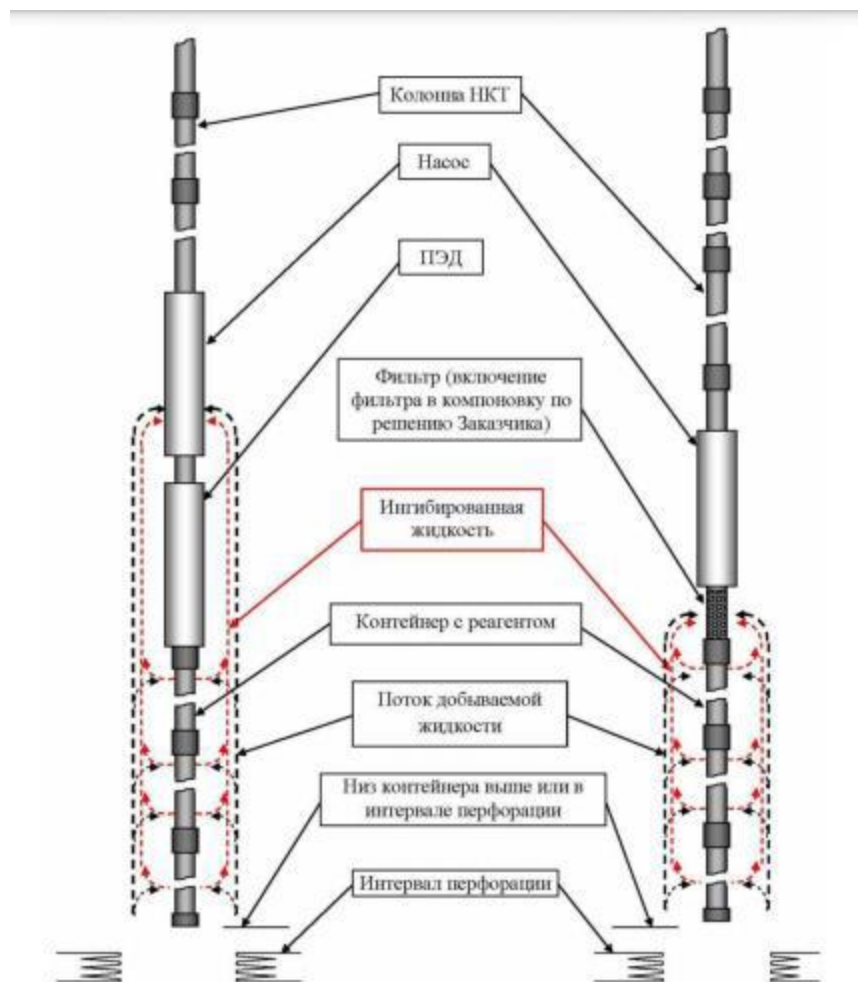 Колонна НКТ
Насос
ПЭД
Фильтр (включение
фильтра в компоновку по
решению Заказчика)
Ингибированная
жидкость
Контейнер с реагентом
Поток добываемой
жидкости
Низ контейнера выше или в
интервале перфорации
Интервал перфорации